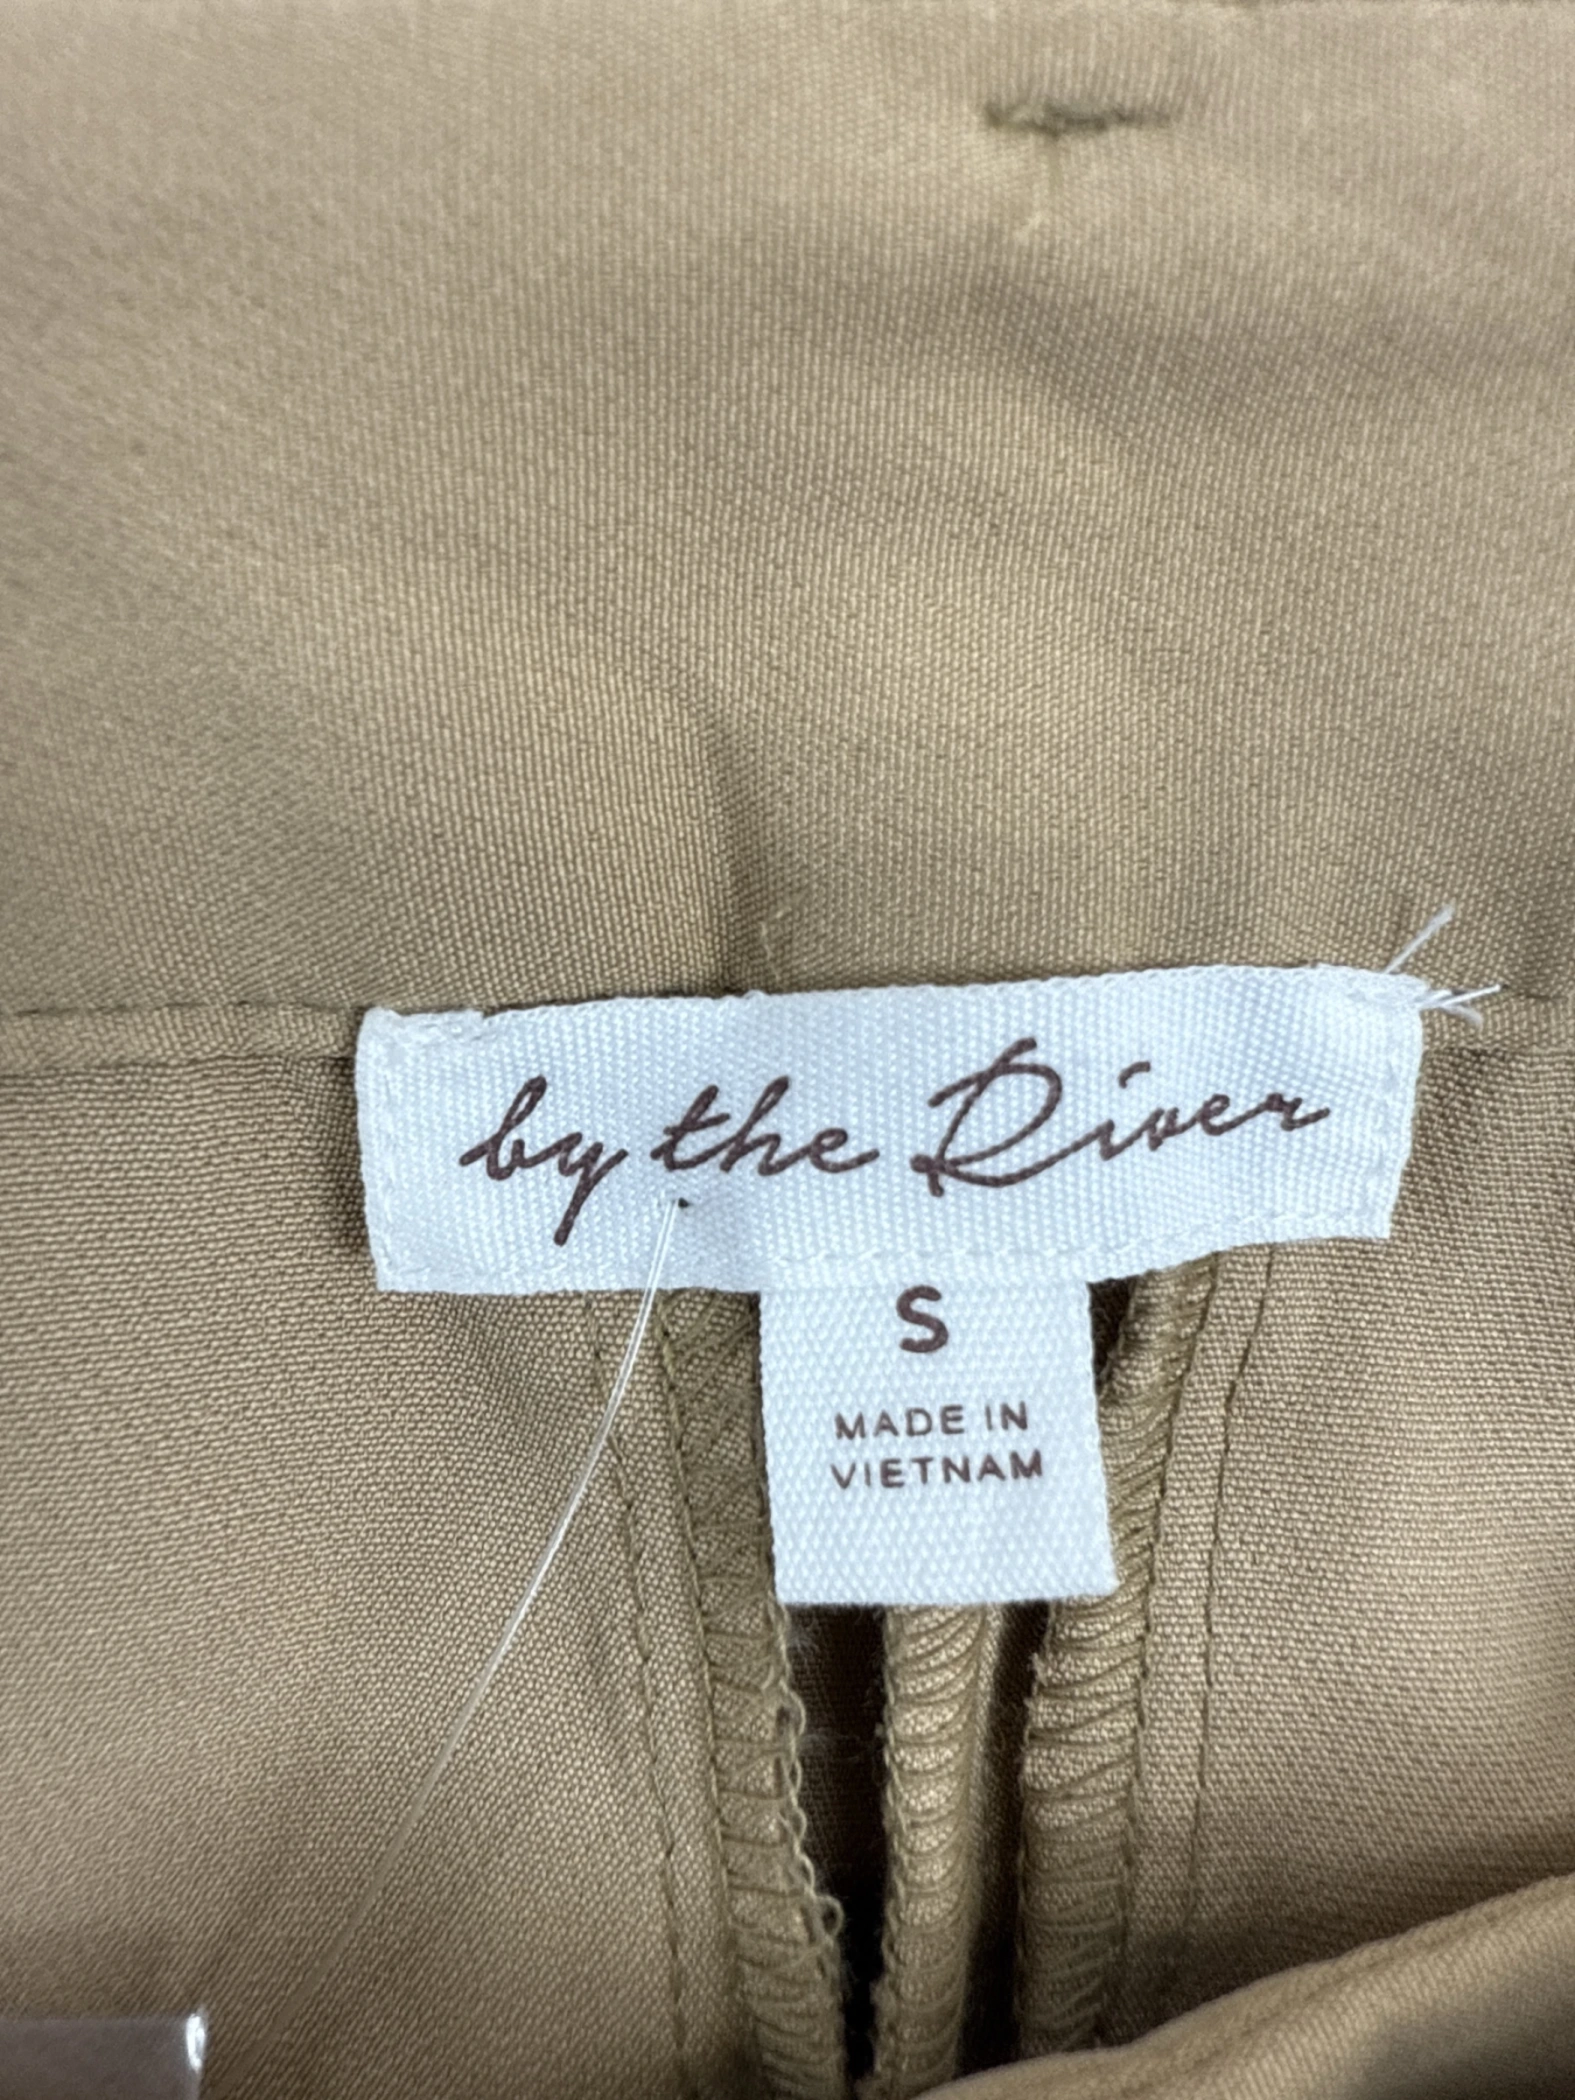 by the River
S
MADE IN
VIETNAM